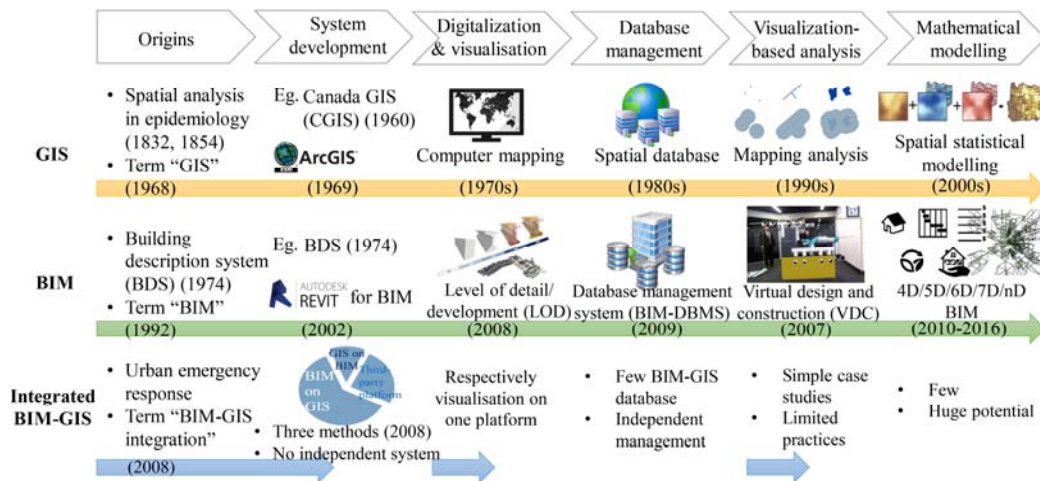 Origins
System
development
Digitalization
& visualisation
Database
management
Visualization-
based analysis
Mathematical
modelling
GIS
• Spatial analysis
in epidemiology
(1832, 1854)
• Term “GIS”
(1968)
Eg. Canada GIS
(CGIS) (1960)
ArcGIS
(1969)
Computer mapping
(1970s)
Spatial database
(1980s)
Mapping analysis
(1990s)
Spatial statistical
modelling
(2000s)
BIM
• Building
description system
(BDS) (1974)
• Term “BIM”
(1992)
Eg. BDS (1974)
AUTODESK
REVIT for BIM
(2002)
Level of detail/
development (LOD)
(2008)
Database management
system (BIM-DBMS)
(2009)
Virtual design and
construction (VDC)
(2007)
4D/5D/6D/7D/nD
BIM
(2010-2016)
Integrated
BIM-GIS
• Urban emergency
response
• Term “BIM-GIS
integration”
(2008)
GIS on
BIM
Third-
party
platform
BIM
on
GIS
• Three methods (2008)
• No independent system
Respectively
visualisation on
one platform
• Few BIM-GIS
database
• Independent
management
• Simple case
studies
• Limited
practices
• Few
• Huge potential